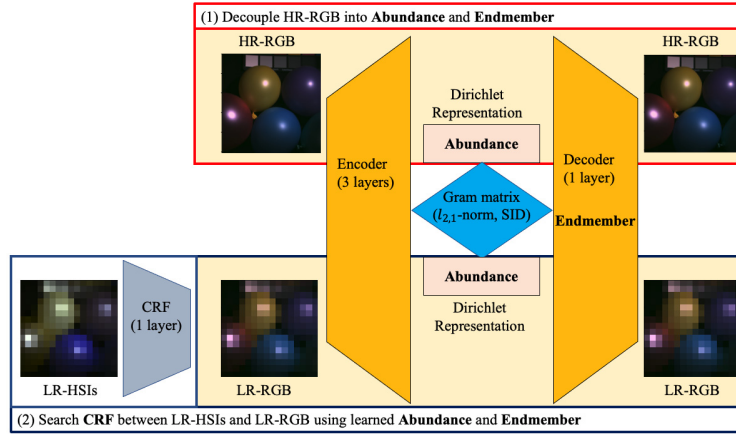 (1) Decouple HR-RGB into Abundance and Endmember
HR-RGB
HR-RGB
Dirichlet
Representation
Abundance
Encoder
(3 layers)
Decoder
(1 layer)
Gram matrix
(l2,1-norm, SID)
Endmember
Abundance
Dirichlet
Representation
CRF
(1 layer)
LR-HSIs
LR-RGB
LR-RGB
(2) Search CRF between LR-HSIs and LR-RGB using learned Abundance and Endmember